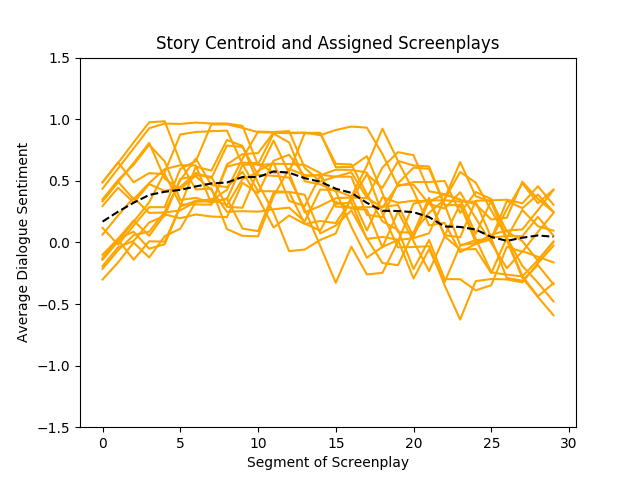 Story Centroid and Assigned Screenplays
1.5
1.0
0.5
0.0
−0.5
−1.0
−1.5
Average Dialogue Sentiment
0 5 10 15 20 25 30
Segment of Screenplay